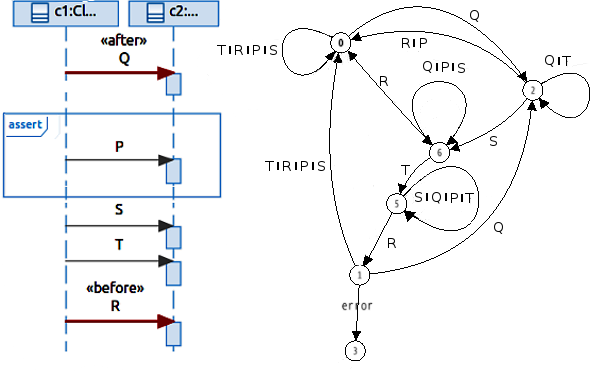 c1:Cl...
c2:...
«after»
Q
assert
P
S
T
«before»
R
0
Q
TIRIPIS
RIP
QIT
2
QIPIS
R
6
S
T
TIRIPIS
5
SIQIPIT
R
Q
1
error
3